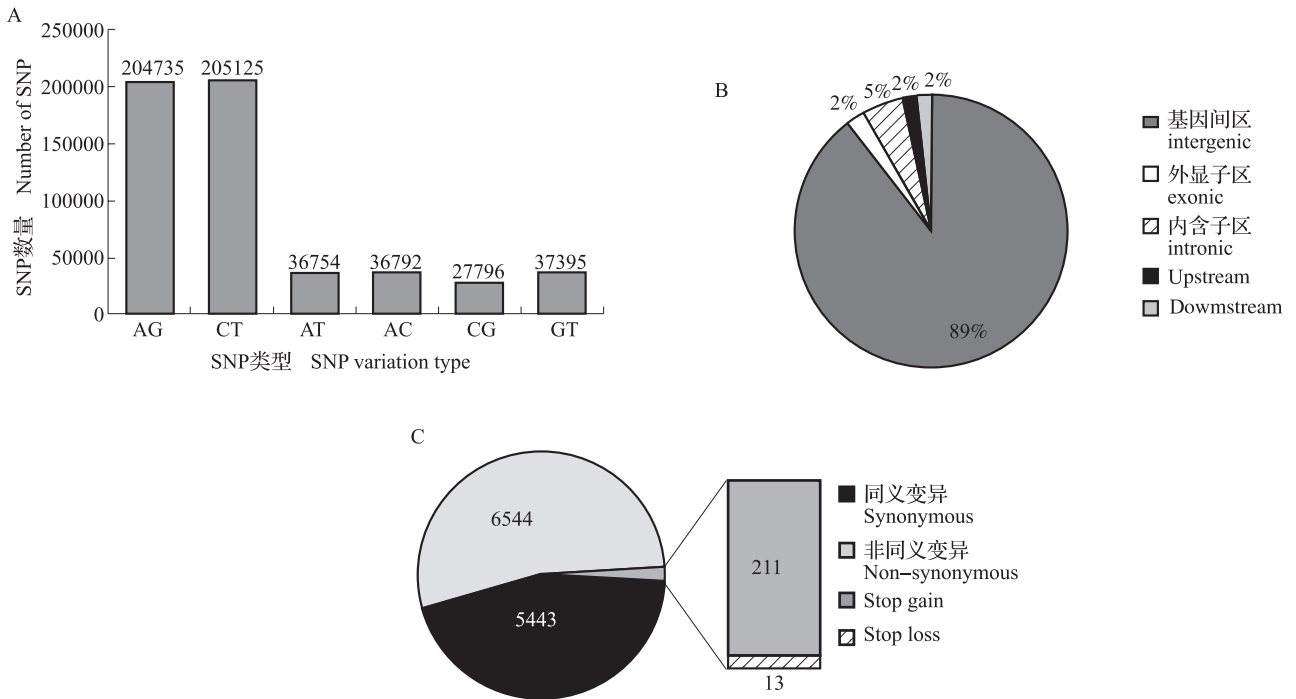 A
SNP数量 Number of SNP
250000
200000
150000
100000
50000
0
204735
205125
36754
36792
27796
37395
AG
CT
AT
AC
CG
GT
SNP类型 SNP variation type
B
2%
5%
2%
2%
89%
基因间区
intergenic
外显子区
exonic
内含子区
intronic
Upstream
Dowmstream
C
6544
5443
211
13
同义变异
Synonymous
非同义变异
Non-synonymous
Stop gain
Stop loss